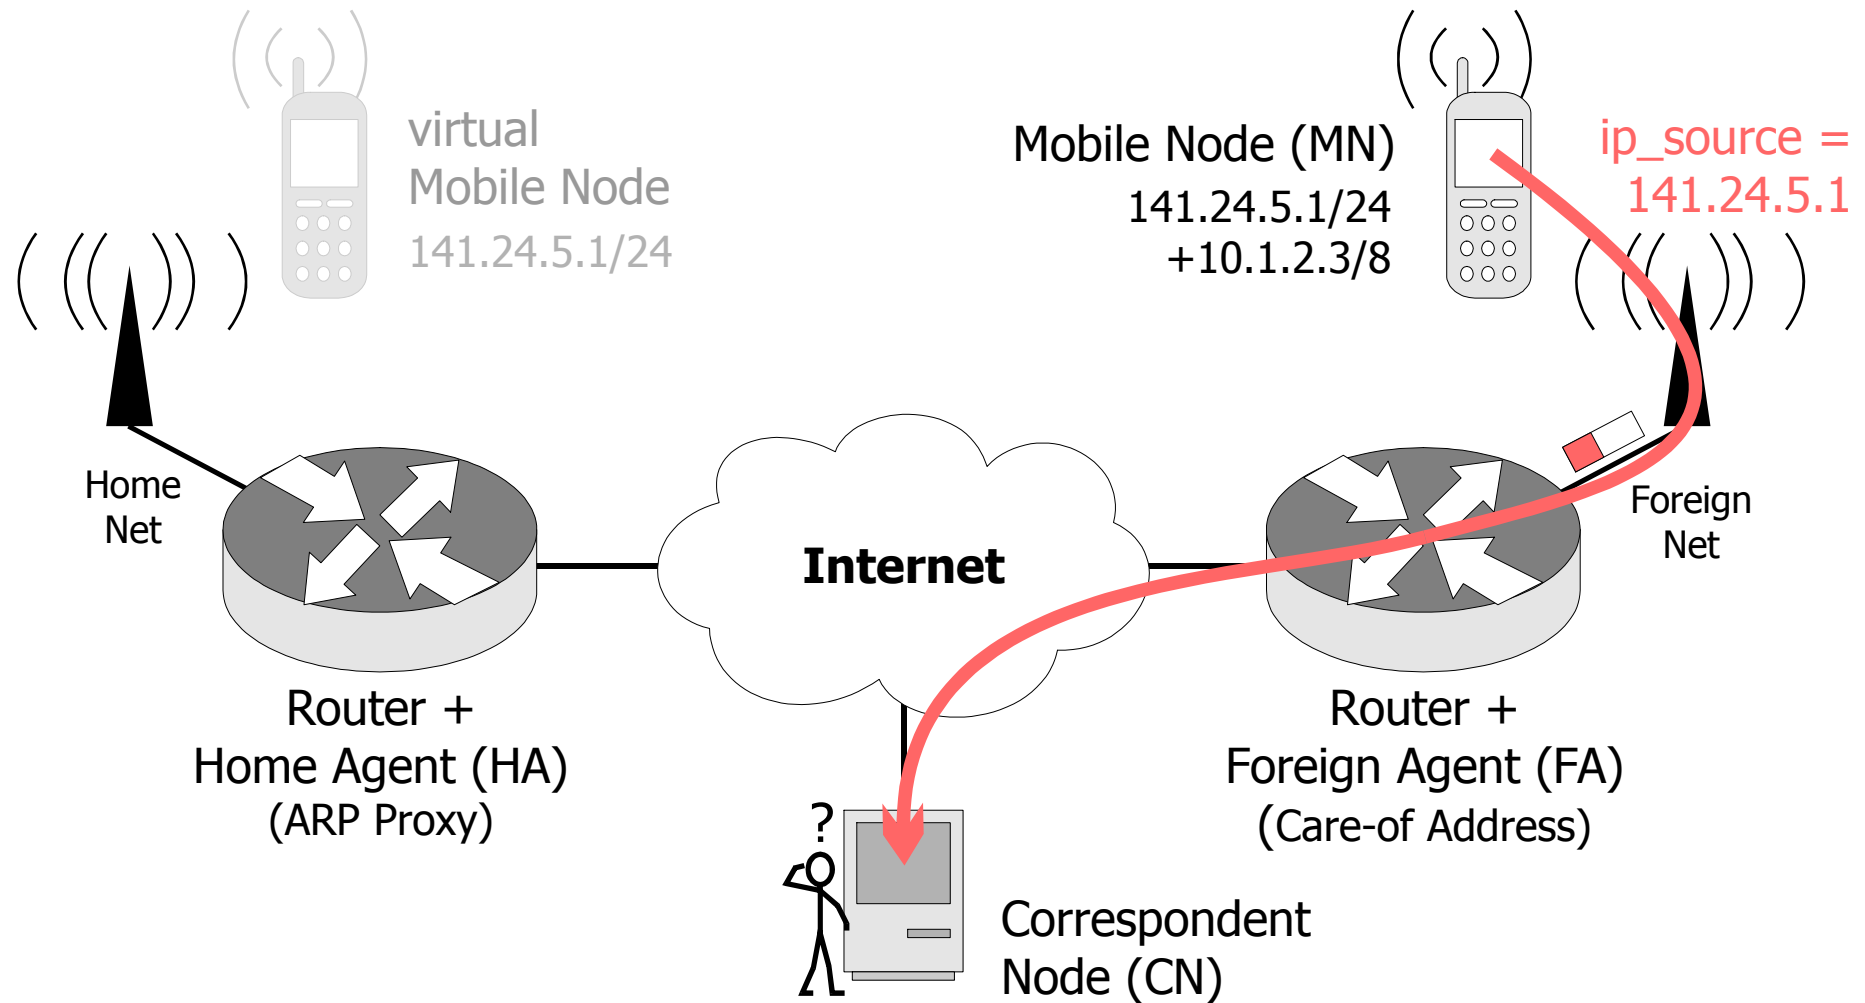 virtual
Mobile Node
141.24.5.1/24
Mobile Node (MN)
141.24.5.1/24
+10.1.2.3/8
ip_source =
141.24.5.1
Home
Net
Internet
Foreign
Net
Router +
Home Agent (HA)
(ARP Proxy)
Router +
Foreign Agent (FA)
(Care-of Address)
?
Correspondent
Node (CN)